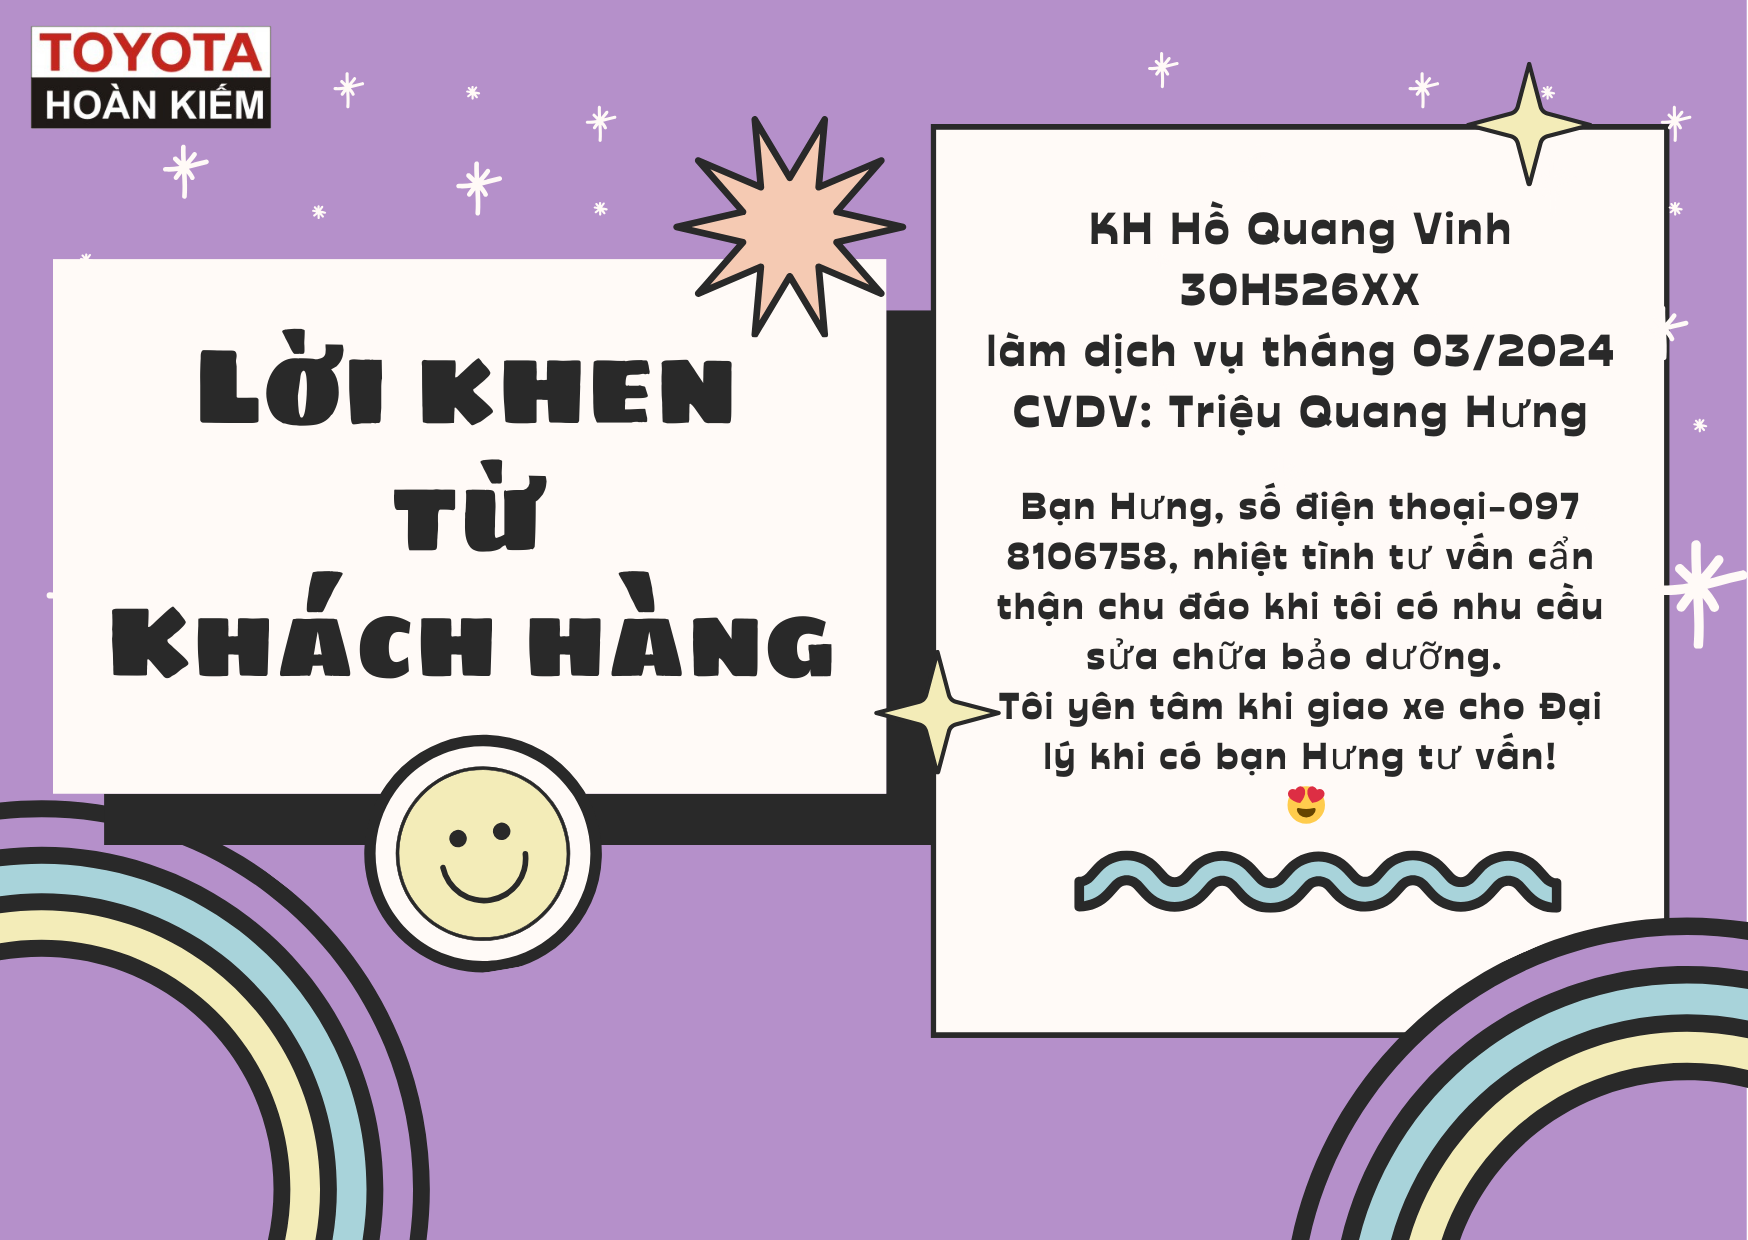 TOYOTA
HOÀN KIẾM
LỜI KHEN
TỪ
KHÁCH HÀNG
KH Hồ Quang Vinh
30H526XX
làm dịch vụ tháng 03/2024
CVDV: Triệu Quang Hưng
Bạn Hưng, số điện thoại-097
8106758, nhiệt tình tư vấn cẩn
thận chu đáo khi tôi có nhu cầu
sửa chữa bảo dưỡng.
Tôi yên tâm khi giao xe cho Đại
lý khi có bạn Hưng tư vấn!
😍